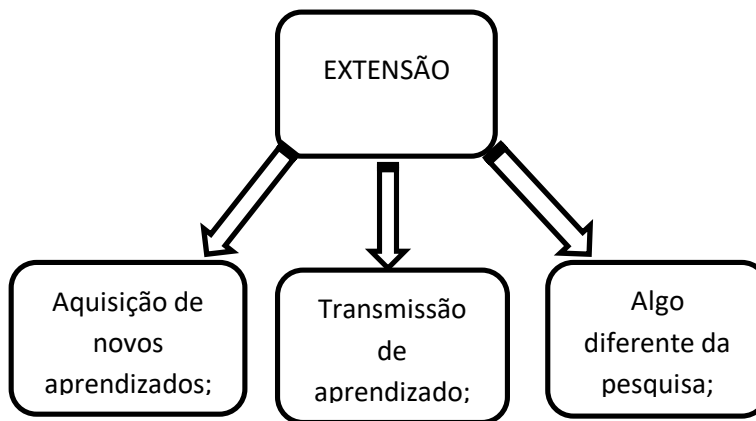 EXTENSÃO
Aquisição de
novos
aprendizados;
Transmissão
de
aprendizado;
Algo
diferente da
pesquisa;